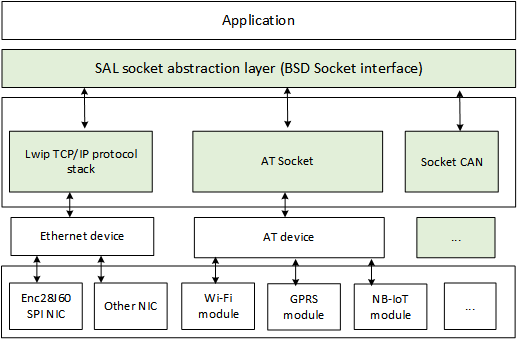 Application
SAL socket abstraction layer (BSD Socket interface)
Lwip TCP/IP protocol
stack
AT Socket
Socket CAN
Ethernet device
AT device
...
Enc28J60
SPI NIC
Other NIC
Wi-Fi
module
GPRS
module
NB-IoT
module
...